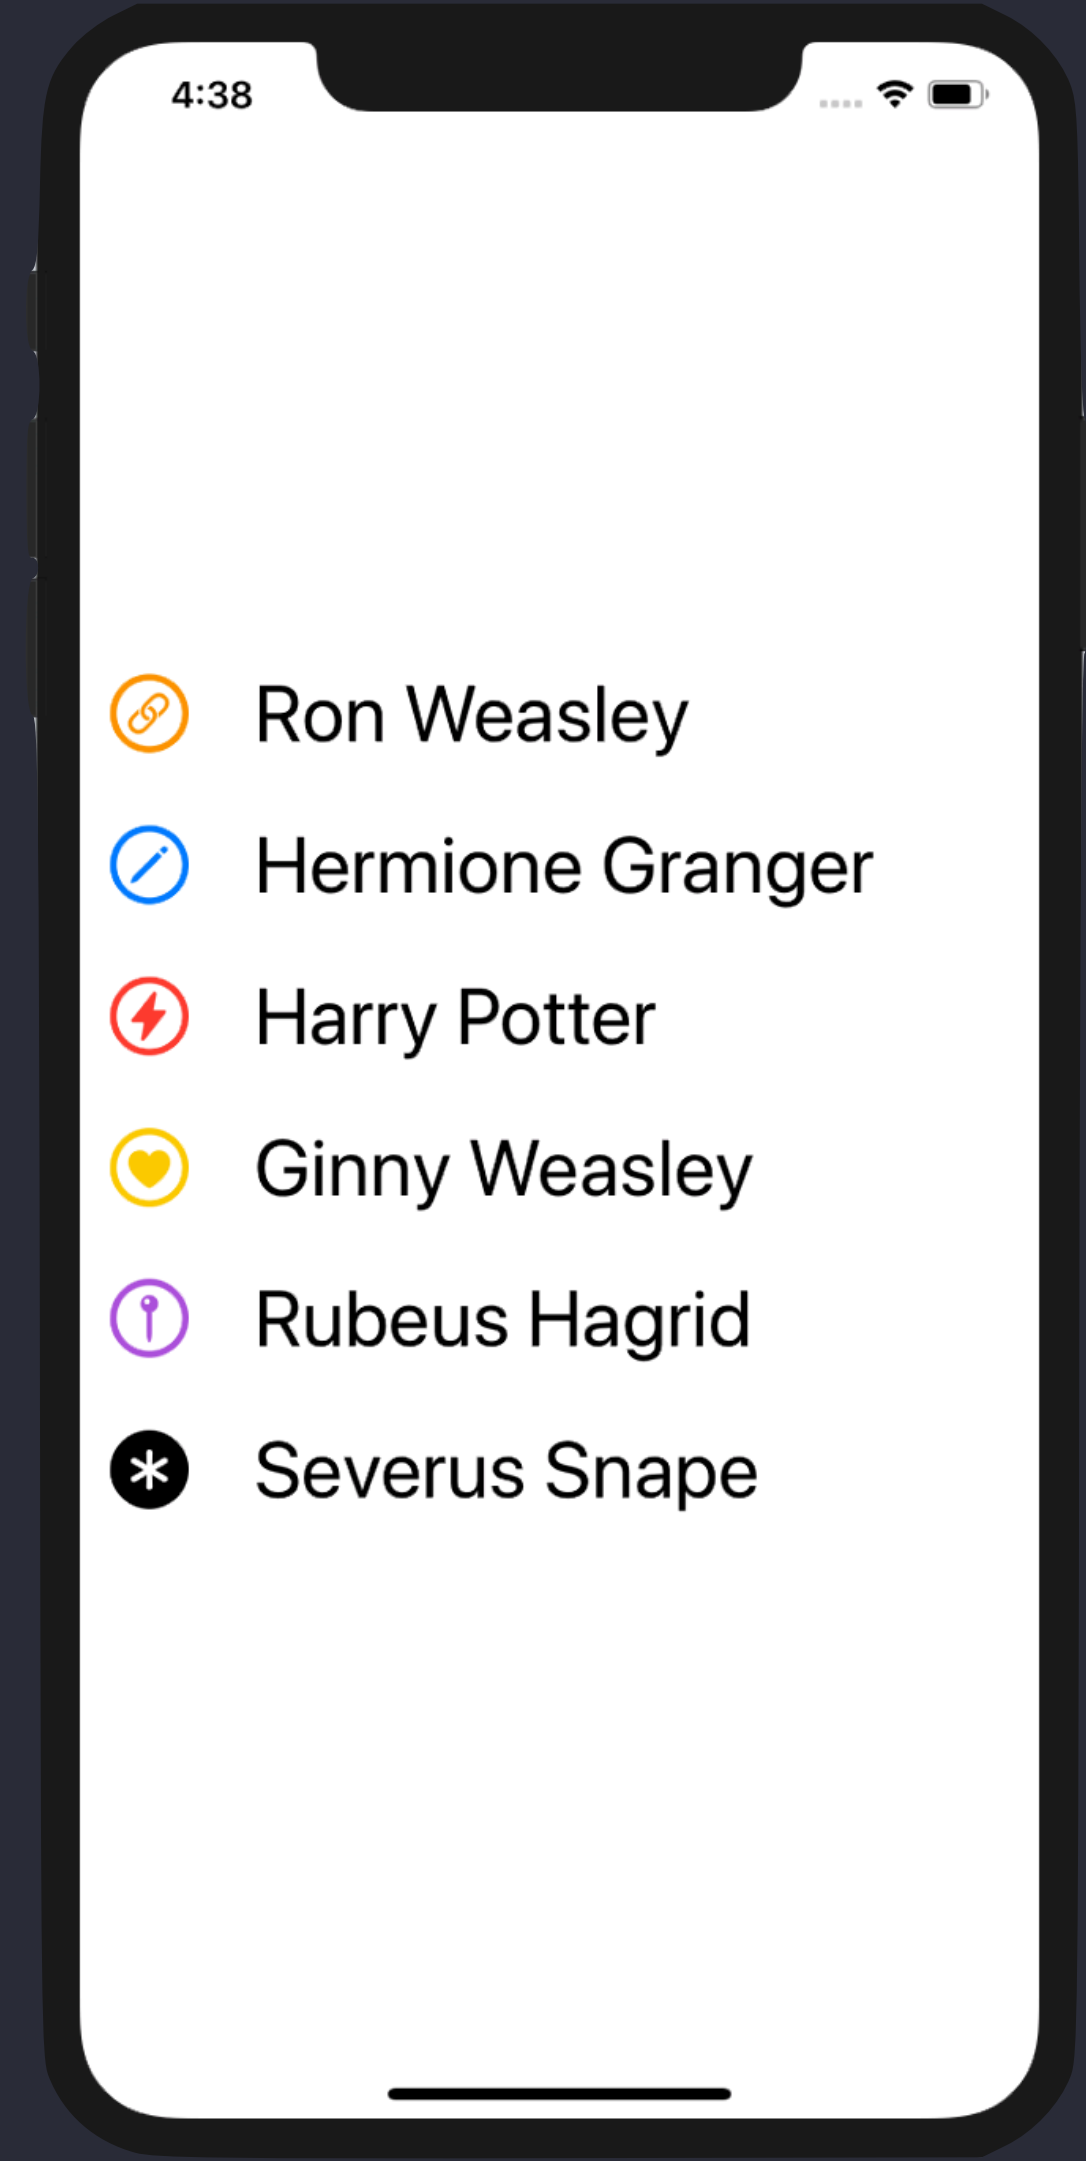 4:38
Ron Weasley
Hermione Granger
Harry Potter
Ginny Weasley
Rubeus Hagrid
Severus Snape